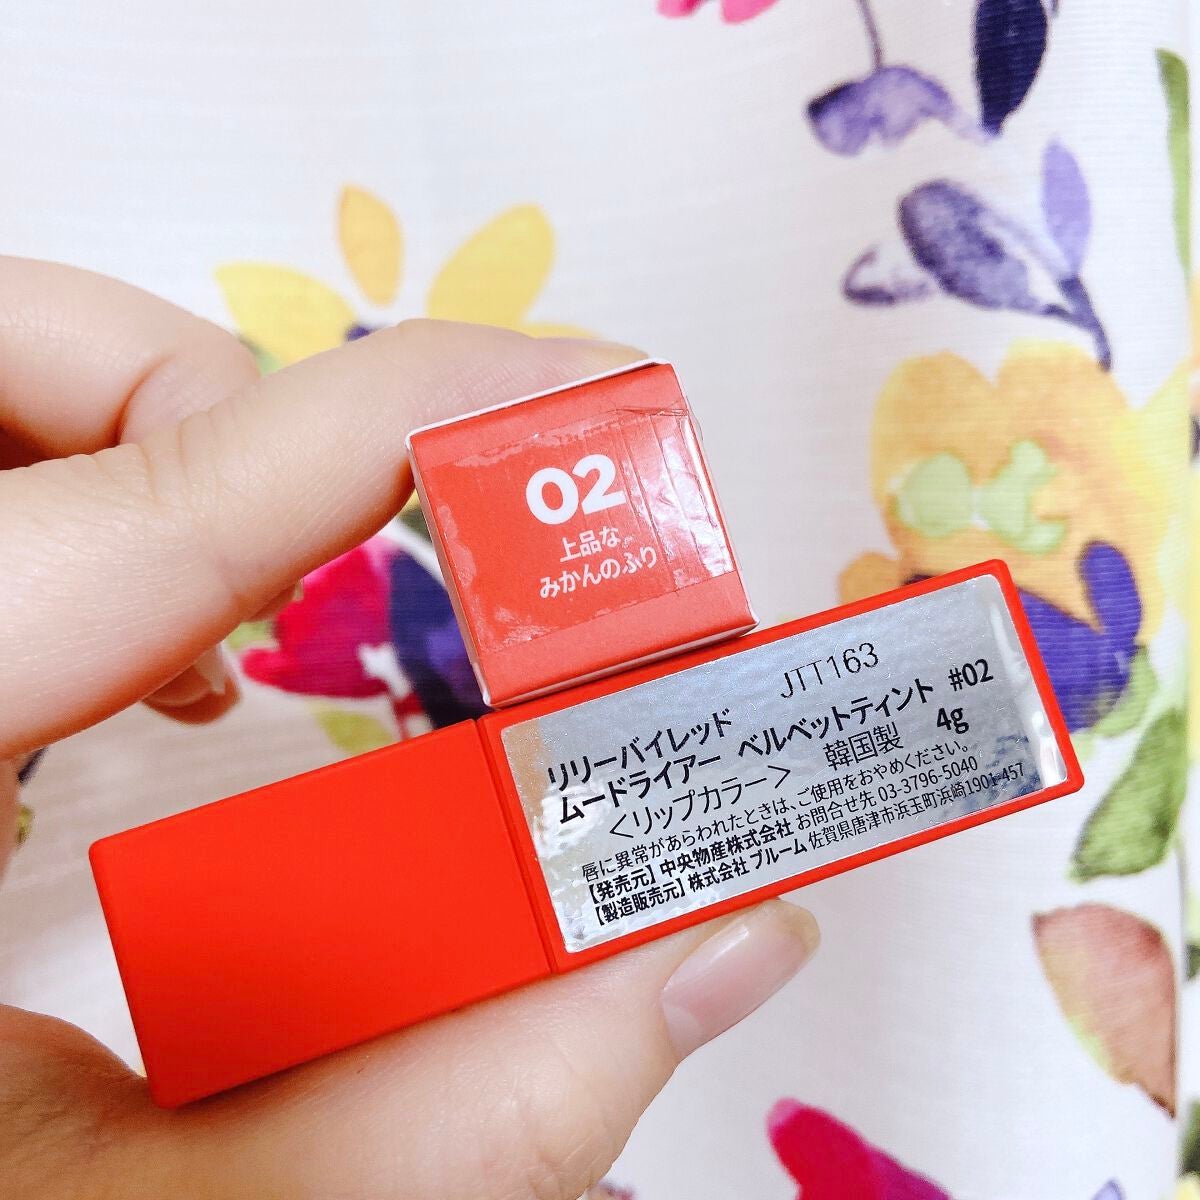 02
上品な
みかんのふり
JTT163
リリーバイレッド
ムードライアー ベルベットティント #02
<リップカラー> 韓国製 4g
唇に異常があらわれたときは、ご使用をおやめください。
【発売元】中央物産株式会社 お問合せ先 03-3796-5040
【製造販売元】株式会社 ブルーム 佐賀県唐津市浜玉町浜崎1901-457